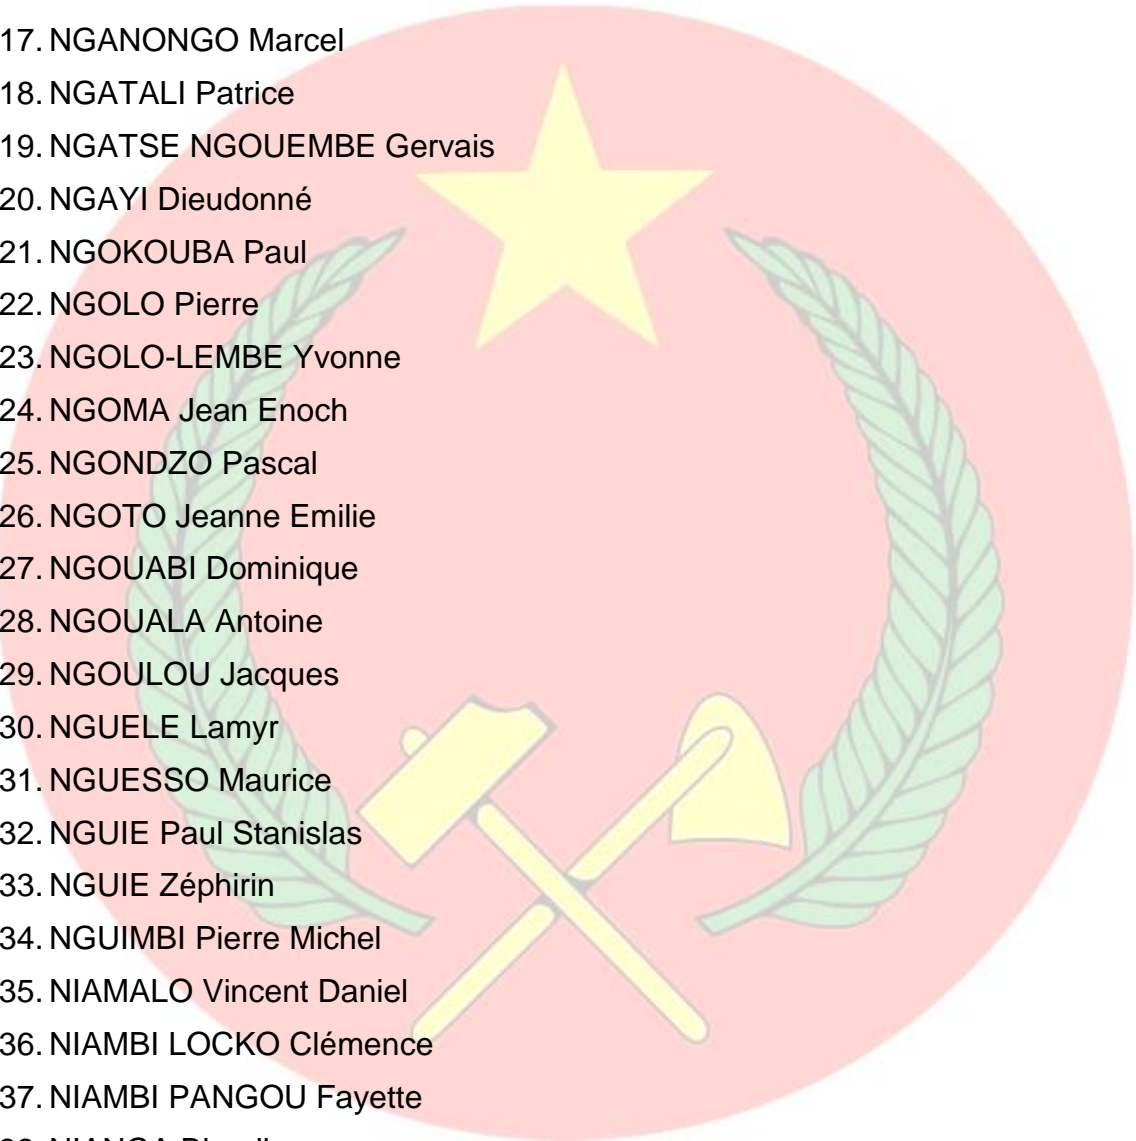 17. NGANONGO Marcel
18. NGATALI Patrice
19. NGATSE NGOUEMBE Gervais
20. NGAYI Dieudonné
21. NGOKOUBA Paul
22. NGOLO Pierre
23. NGOLO-LEMBE Yvonne
24. NGOMA Jean Enoch
25. NGONDZO Pascal
26. NGOTO Jeanne Emilie
27. NGOUABI Dominique
28. NGOUALA Antoine
29. NGOULOU Jacques
30. NGUELE Lamyr
31. NGUESSO Maurice
32. NGUIE Paul Stanislas
33. NGUIE Zéphirin
34. NGUIMBI Pierre Michel
35. NIAMALO Vincent Daniel
36. NIAMBI LOCKO Clémence
37. NIAMBI PANGOU Fayette